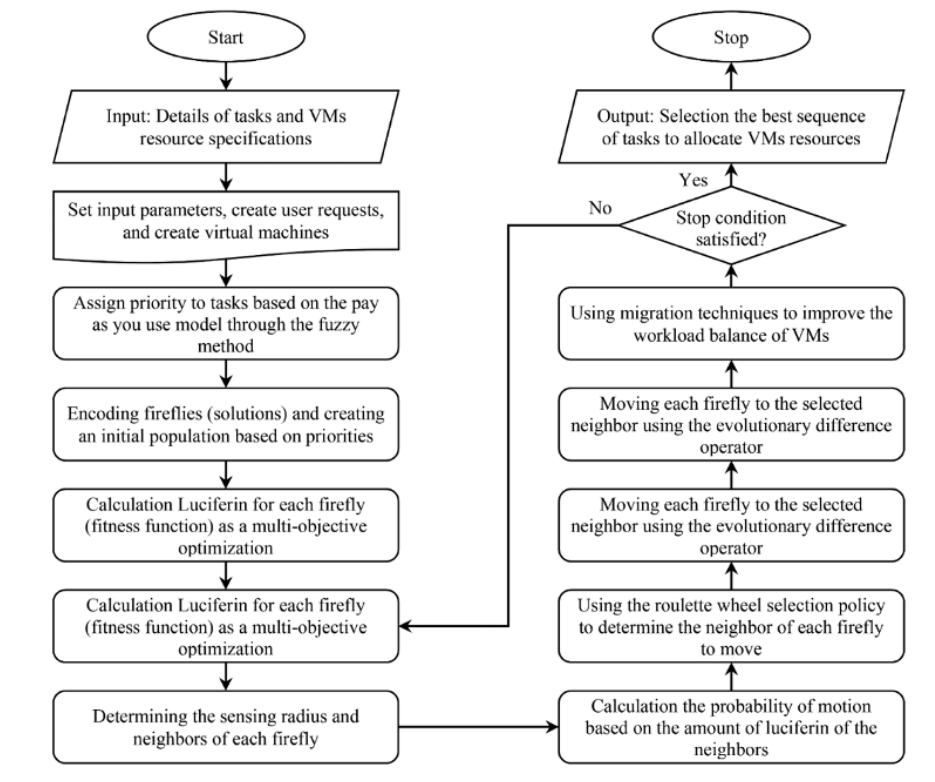 Start
Input: Details of tasks and VMs
resource specifications
Set input parameters, create user requests,
and create virtual machines
Assign priority to tasks based on the pay
as you use model through the fuzzy
method
Encoding fireflies (solutions) and creating
an initial population based on priorities
Calculation Luciferin for each firefly
(fitness function) as a multi-objective
optimization
Calculation Luciferin for each firefly
(fitness function) as a multi-objective
optimization
Determining the sensing radius and
neighbors of each firefly
Stop
Output: Selection the best sequence
of tasks to allocate VMs resources
Yes
No
Stop condition
satisfied?
Using migration techniques to improve the
workload balance of VMs
Moving each firefly to the selected
neighbor using the evolutionary difference
operator
Moving each firefly to the selected
neighbor using the evolutionary difference
operator
Using the roulette wheel selection policy
to determine the neighbor of each firefly
to move
Calculation the probability of motion
based on the amount of luciferin of the
neighbors